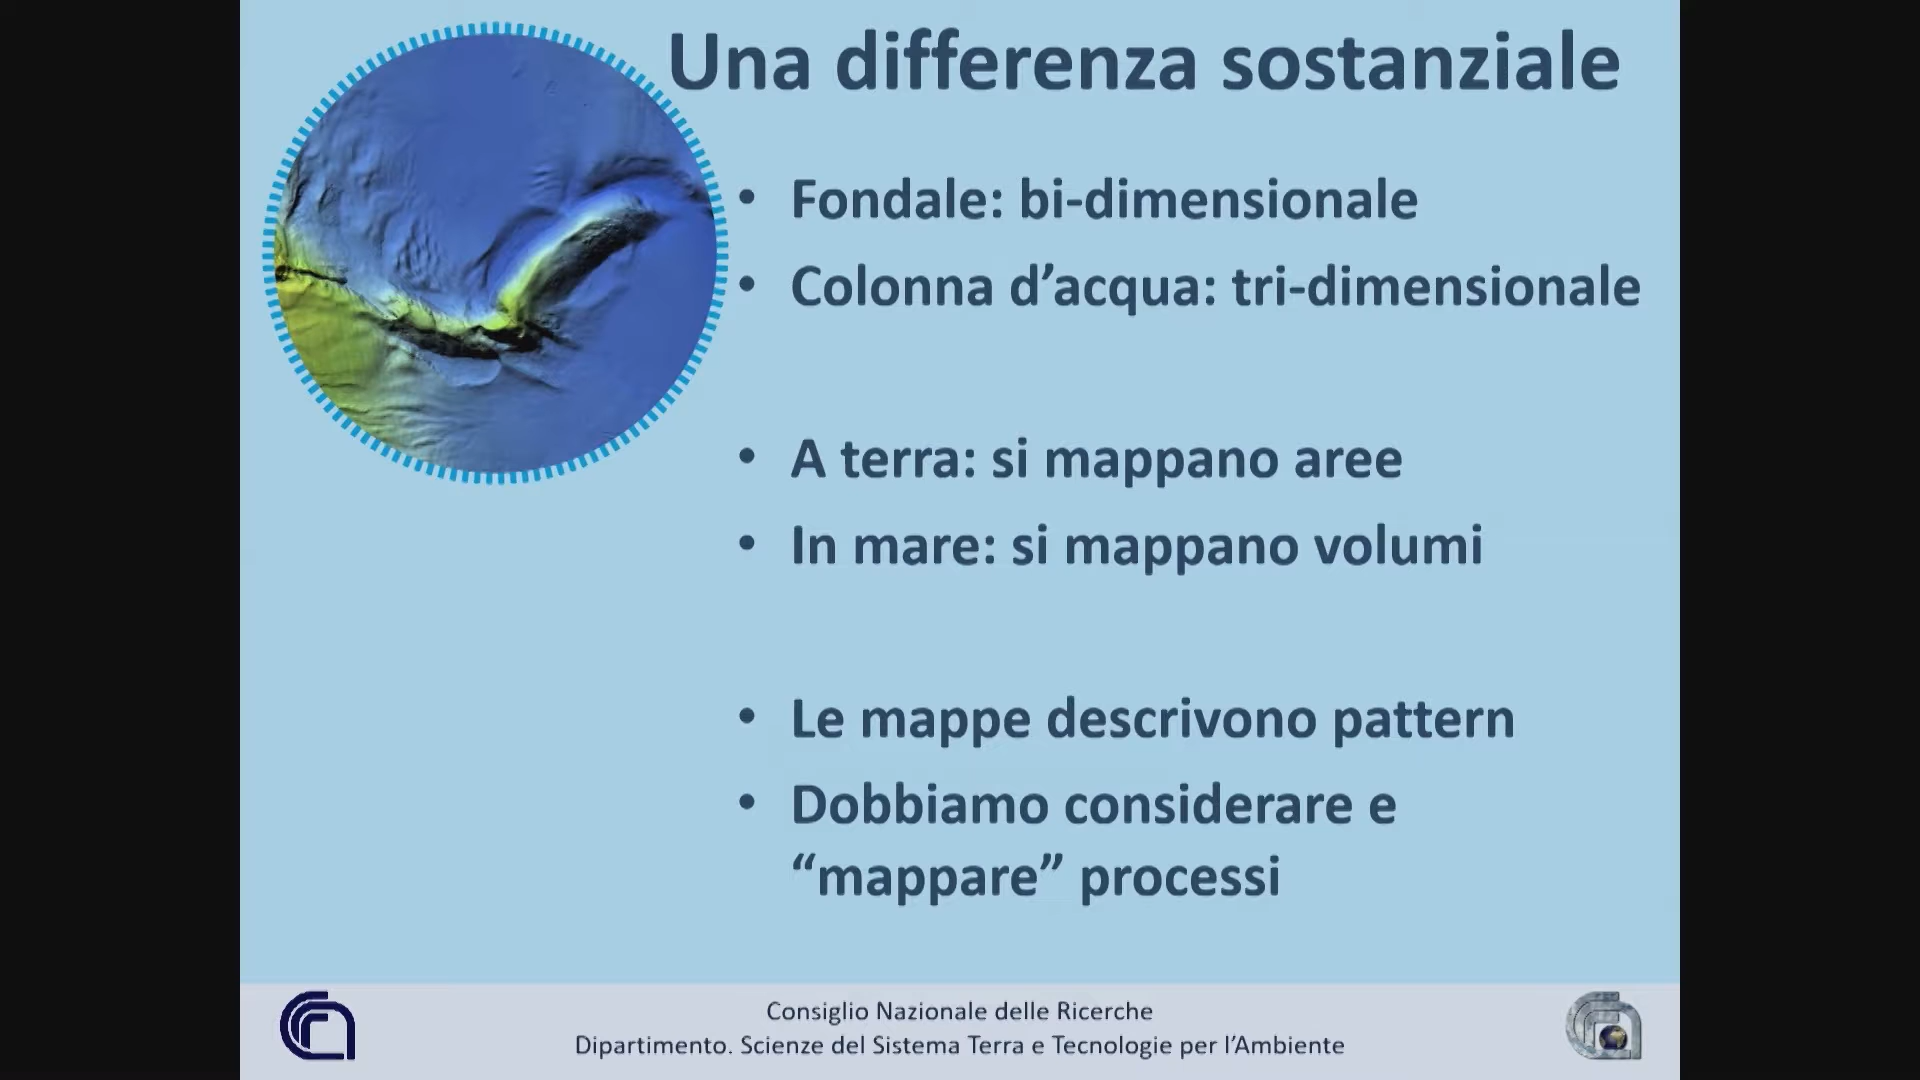 Una differenza sostanziale
• Fondale: bi-dimensionale
• Colonna d’acqua: tri-dimensionale
• A terra: si mappano aree
• In mare: si mappano volumi
• Le mappe descrivono pattern
• Dobbiamo considerare e
“mappare” processi
Consiglio Nazionale delle Ricerche
Dipartimento. Scienze del Sistema Terra e Tecnologie per l’Ambiente